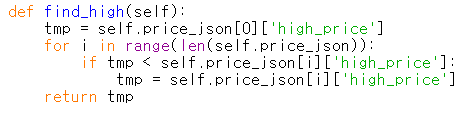 def find_high(self):
    tmp = self.price_json[0]['high_price']
    for i in range(len(self.price_json)):
        if tmp < self.price_json[i]['high_price']:
            tmp = self.price_json[i]['high_price']
    return tmp